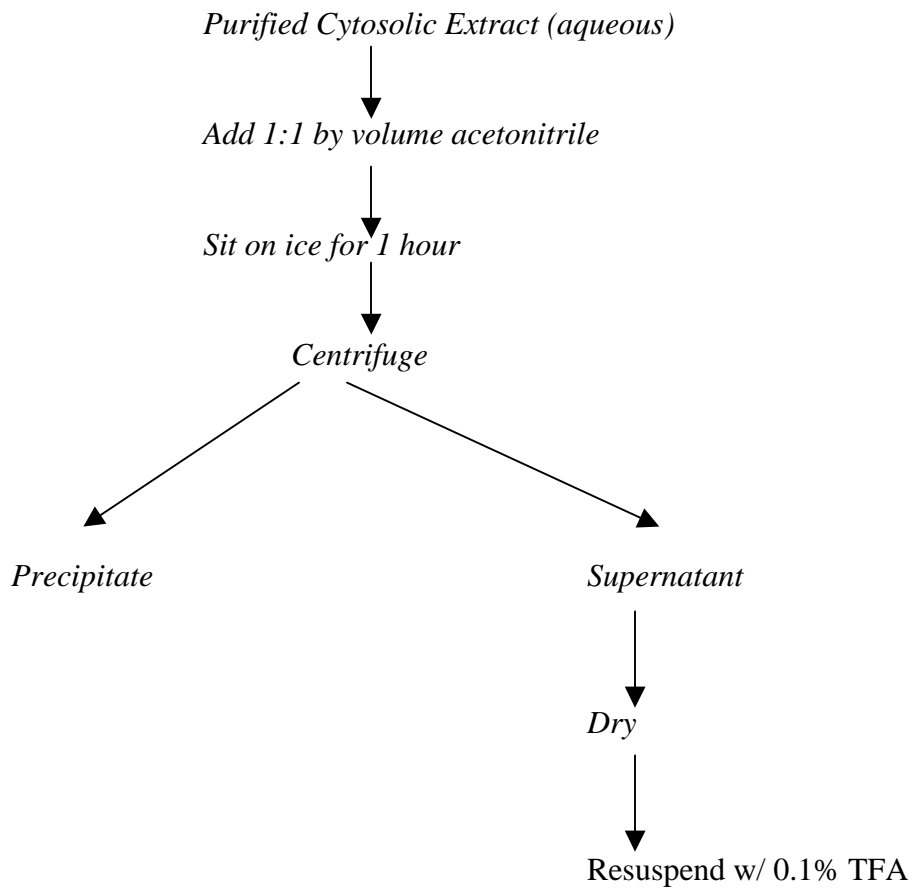 Purified Cytosolic Extract (aqueous)
Add 1:1 by volume acetonitrile
Sit on ice for 1 hour
Centrifuge
Precipitate
Supernatant
Dry
Resuspend w/ 0.1% TFA